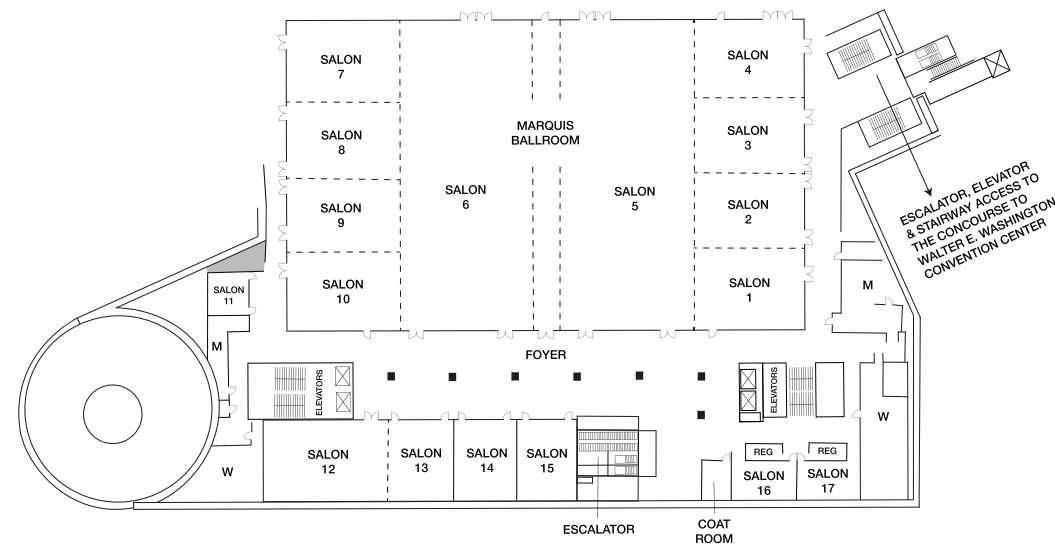 SALON
7
SALON
4
SALON
8
MARQUIS
BALLROOM
SALON
3
SALON
6
SALON
5
SALON
9
SALON
2
ESCALATOR, ELEVATOR
& STAIRWAY ACCESS TO
THE CONCOURSE TO
WALTER E. WASHINGTON
CONVENTION CENTER
SALON
10
SALON
1
SALON
11
M
M
FOYER
ELEVATORS
ELEVATORS
W
SALON
12
SALON
13
SALON
14
SALON
15
REG
REG
SALON
16
SALON
17
W
ESCALATOR
COAT
ROOM